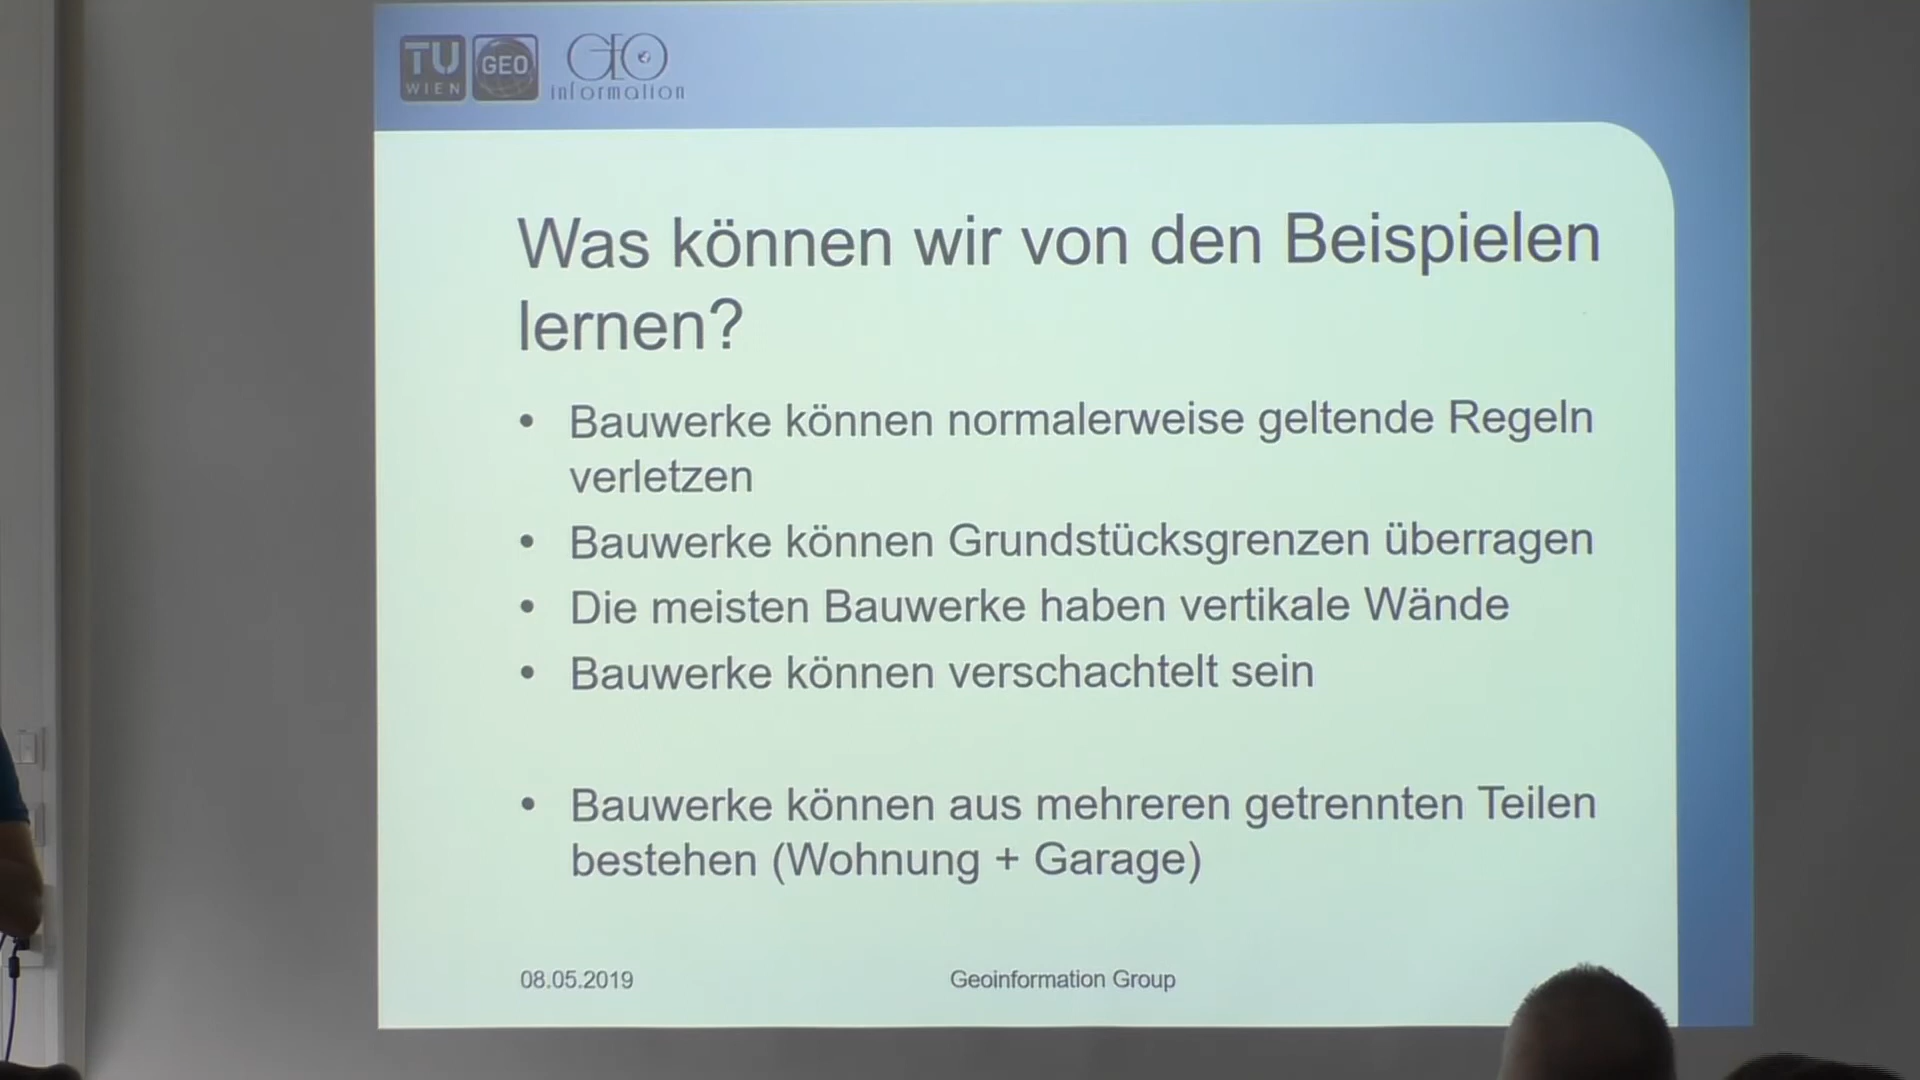 TU
WIEN
GEO
GEO
information
Was können wir von den Beispielen
lernen?
• Bauwerke können normalerweise geltende Regeln
verletzen
• Bauwerke können Grundstücksgrenzen überragen
• Die meisten Bauwerke haben vertikale Wände
• Bauwerke können verschachtelt sein
• Bauwerke können aus mehreren getrennten Teilen
bestehen (Wohnung + Garage)
08.05.2019
Geoinformation Group